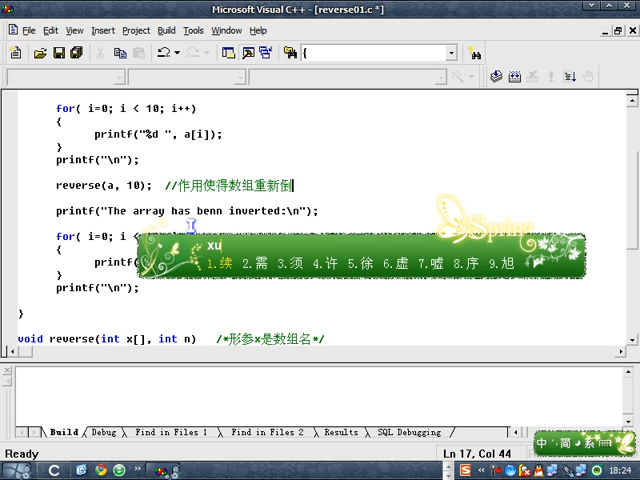 Microsoft Visual C++ - [reverse01.c *]
File Edit View Insert Project Build Tools Window Help
{
for( i=0; i < 10; i++)
{
printf("%d ", a[i]);
}
printf("\n");
reverse(a, 10); //作用使得数组重新倒
printf("The array has benn inverted:\n");
Spring
for( i=0; i <
xu
{
1.续 2.需 3.须 4.许 5.徐 6.虚 7.嘘 8.序 9.旭
printf(
}
printf("\n");
}
void reverse(int x[], int n) /*形参x是数组名*/
Build Debug Find in Files 1 Find in Files 2 Results SQL Debugging
中 简 系
Ready Ln 17, Col 44
C S 18:24